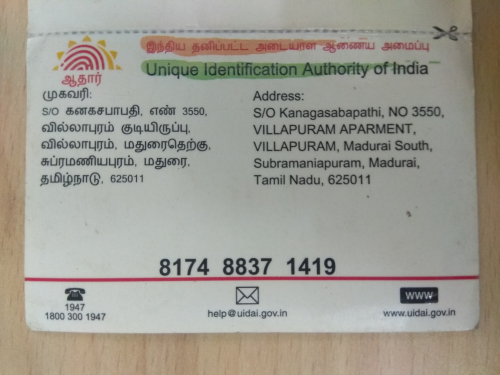 இந்திய தனிப்பட்ட அடையாள ஆணைய அமைப்பு
Unique Identification Authority of India
ஆதார்
முகவரி:
S/O கனகசபாபதி, எண் 3550,
வில்லாபுரம் குடியிருப்பு,
வில்லாபுரம், மதுரைதெற்கு,
சுப்ரமணியபுரம், மதுரை,
தமிழ்நாடு, 625011
Address:
S/O Kanagasabapathi, NO 3550,
VILLAPURAM APARMENT,
VILLAPURAM, Madurai South,
Subramaniapuram, Madurai,
Tamil Nadu, 625011
8174 8837 1419
1947
1800 300 1947
help@uidai.gov.in
WWW
www.uidai.gov.in